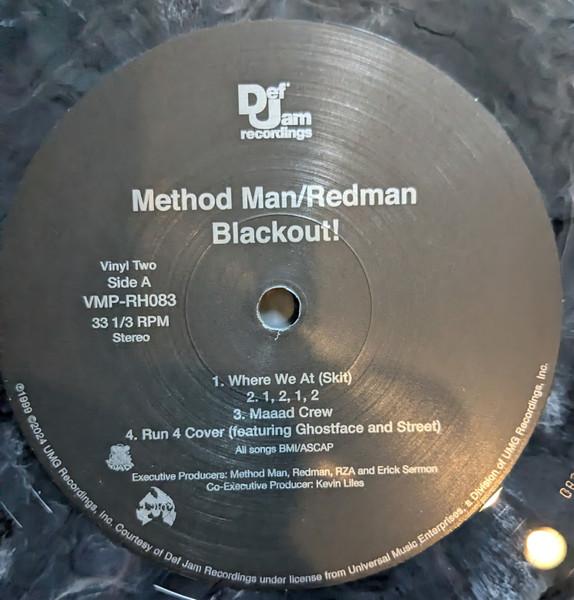 Def
Jam
recordings
Method Man/Redman
Blackout!
Vinyl Two
Side A
VMP-RH083
33 1/3 RPM
Stereo
1. Where We At (Skit)
2. 1, 2, 1, 2
3. Maaad Crew
4. Run 4 Cover (featuring Ghostface and Street)
All songs BMI/ASCAP
Executive Producers: Method Man, Redman, RZA and Erick Sermon
Co-Executive Producer: Kevin Liles
℗1999 ©2024 UMG Recordings, Inc. Courtesy of Def Jam Recordings under license from Universal Music Enterprises, a Division of UMG Recordings, Inc.